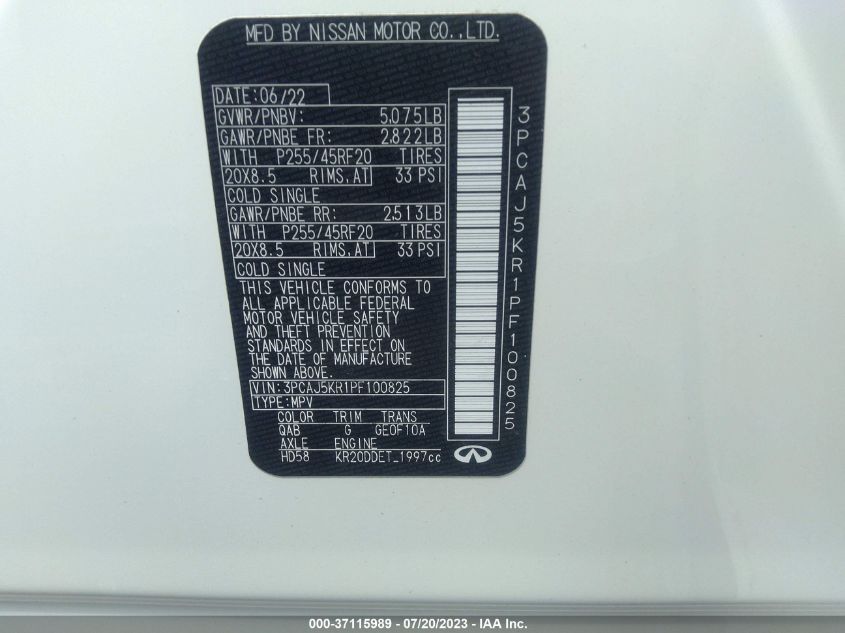 MFD BY NISSAN MOTOR CO.,LTD.
DATE:06/22
GVWR/PNBV: 5,075LB
GAWR/PNBE FR: 2,822LB
WITH P255/45RF20 TIRES
20X8.5 RIMS,AT 33 PSI
COLD SINGLE
GAWR/PNBE RR: 2,513LB
WITH P255/45RF20 TIRES
20X8.5 RIMS,AT 33 PSI
COLD SINGLE
THIS VEHICLE CONFORMS TO
ALL APPLICABLE FEDERAL
MOTOR VEHICLE SAFETY
AND THEFT PREVENTION
STANDARDS IN EFFECT ON
THE DATE OF MANUFACTURE
SHOWN ABOVE.
VIN:3PCAJ5KR1PF100825
TYPE:MPV
COLOR TRIM TRANS
QAB G GE0F10A
AXLE ENGINE
HD58 KR20DDET_1997cc
3PCAJ5KR1PF100825
000-37115989 - 07/20/2023 - IAA Inc.